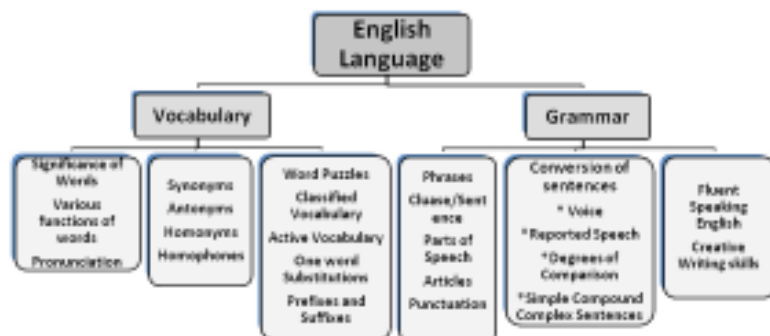 English
Language
Vocabulary
Grammar
Significance of
Words
Various
functions of
words
Pronunciation
Synonyms
Antonyms
Homonyms
Homophones
Word Puzzles
Classified
Vocabulary
Active Vocabulary
One word
Substitutions
Prefixes and
Suffixes
Phrases
Cluase/Sent
ence
Parts of
Speech
Articles
Punctuation
Conversion of
sentences
* Voice
*Reported Speech
*Degrees of
Comparison
*Simple Compound
Complex Sentences
Fluent
Speaking
English
Creative
Writing skills